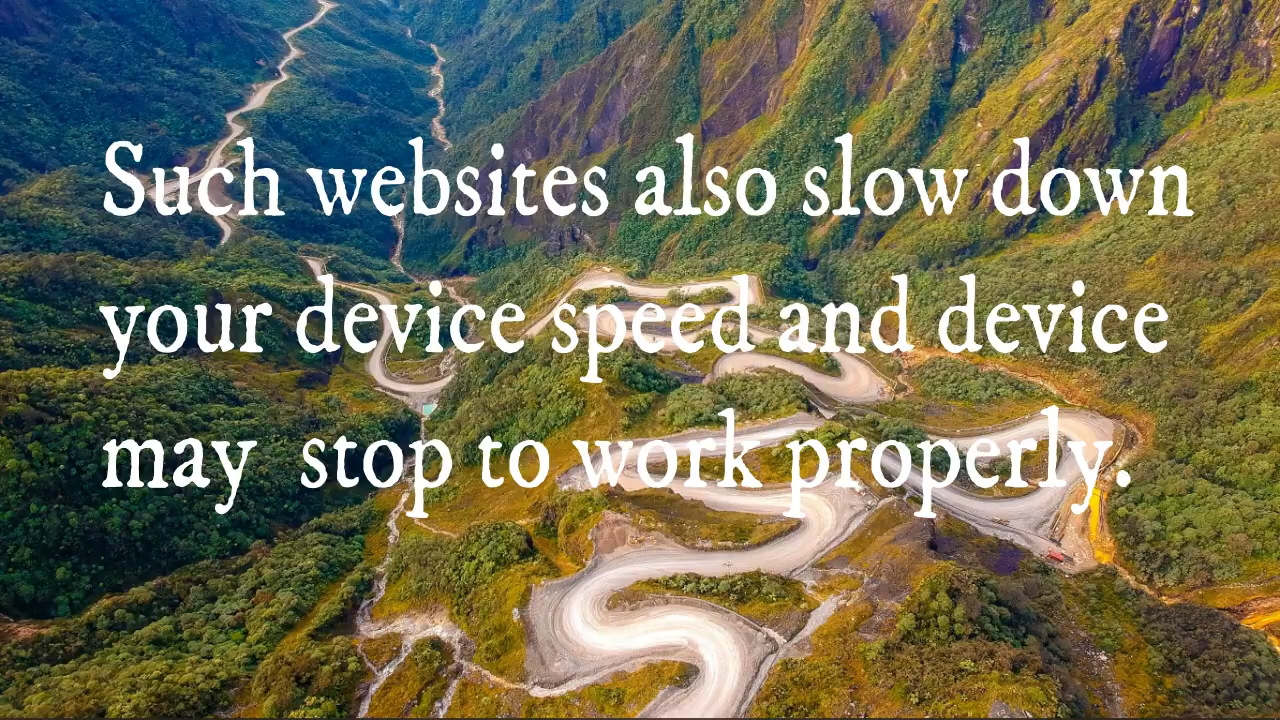 Such websites also slow down
your device speed and device
may  stop to work properly.